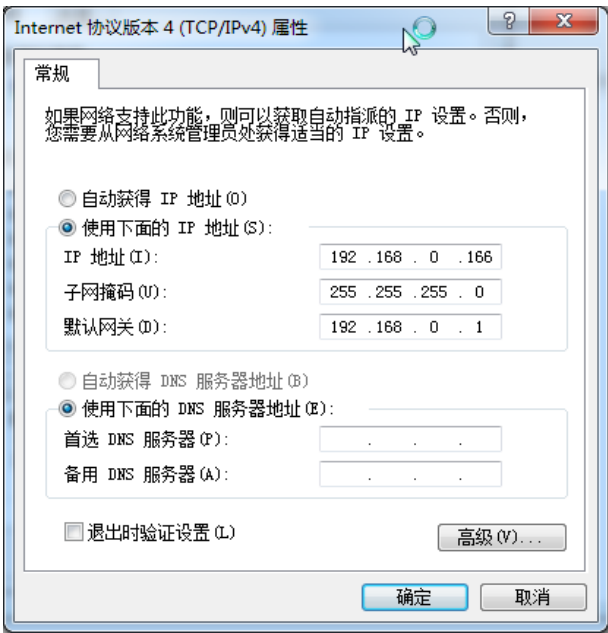 Internet 协议版本 4 (TCP/IPv4) 属性
常规
如果网络支持此功能，则可以获取自动指派的 IP 设置。否则，
您需要从网络系统管理员处获得适当的 IP 设置。
自动获得 IP 地址(O)
使用下面的 IP 地址(S):
IP 地址(I): 192 .168 . 0 .166
子网掩码(U): 255 .255 .255 . 0
默认网关(D): 192 .168 . 0 . 1
自动获得 DNS 服务器地址(B)
使用下面的 DNS 服务器地址(E):
首选 DNS 服务器(P): . . .
备用 DNS 服务器(A): . . .
退出时验证设置(L)
高级(V)...
确定 取消